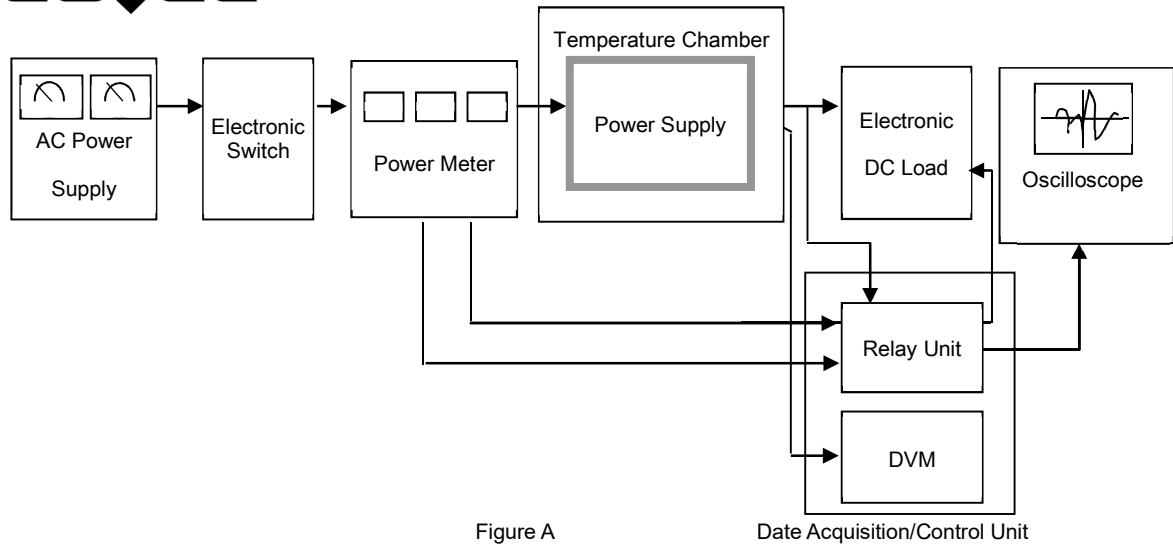 AC Power
Supply
Electronic
Switch
Power Meter
Temperature Chamber
Power Supply
Electronic
DC Load
Oscilloscope
Relay Unit
DVM
Figure A
Date Acquisition/Control Unit